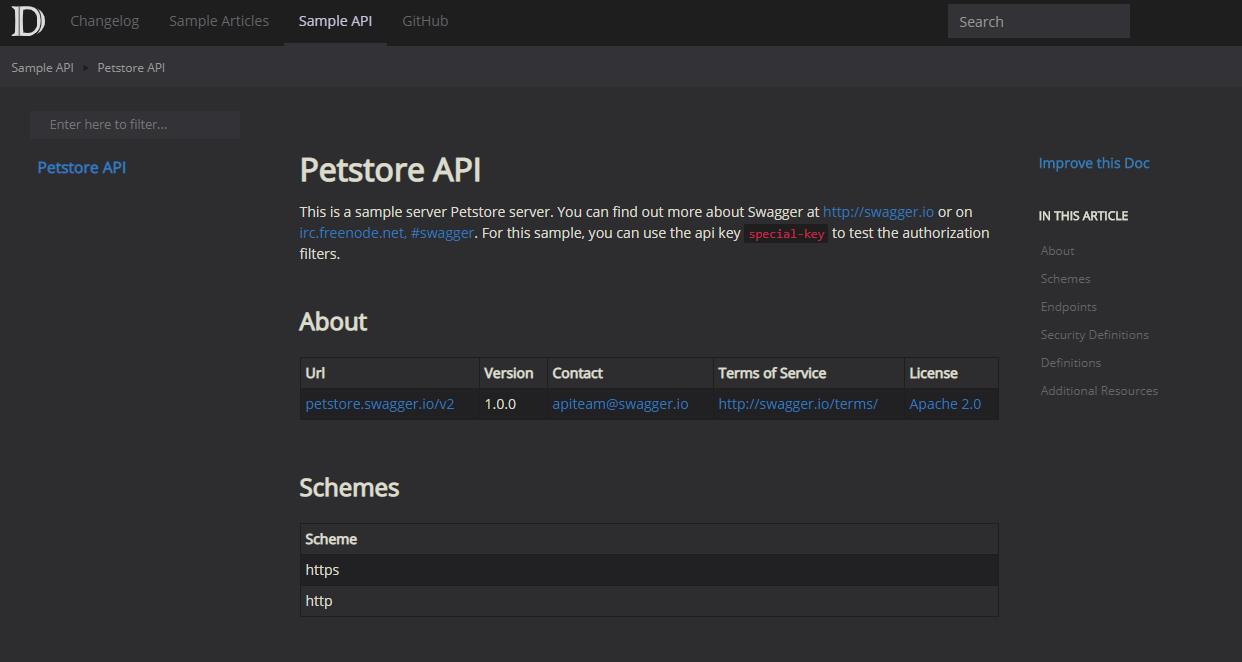 D Changelog Sample Articles Sample API GitHub Search
Sample API Petstore API
Enter here to filter...
Petstore API
Petstore API
This is a sample server Petstore server. You can find out more about Swagger at http://swagger.io or on
irc.freenode.net, #swagger. For this sample, you can use the api key special-key to test the authorization
filters.
About
Url Version Contact Terms of Service License
petstore.swagger.io/v2 1.0.0 apiteam@swagger.io http://swagger.io/terms/ Apache 2.0
Schemes
Scheme
https
http
Improve this Doc
IN THIS ARTICLE
About
Schemes
Endpoints
Security Definitions
Definitions
Additional Resources